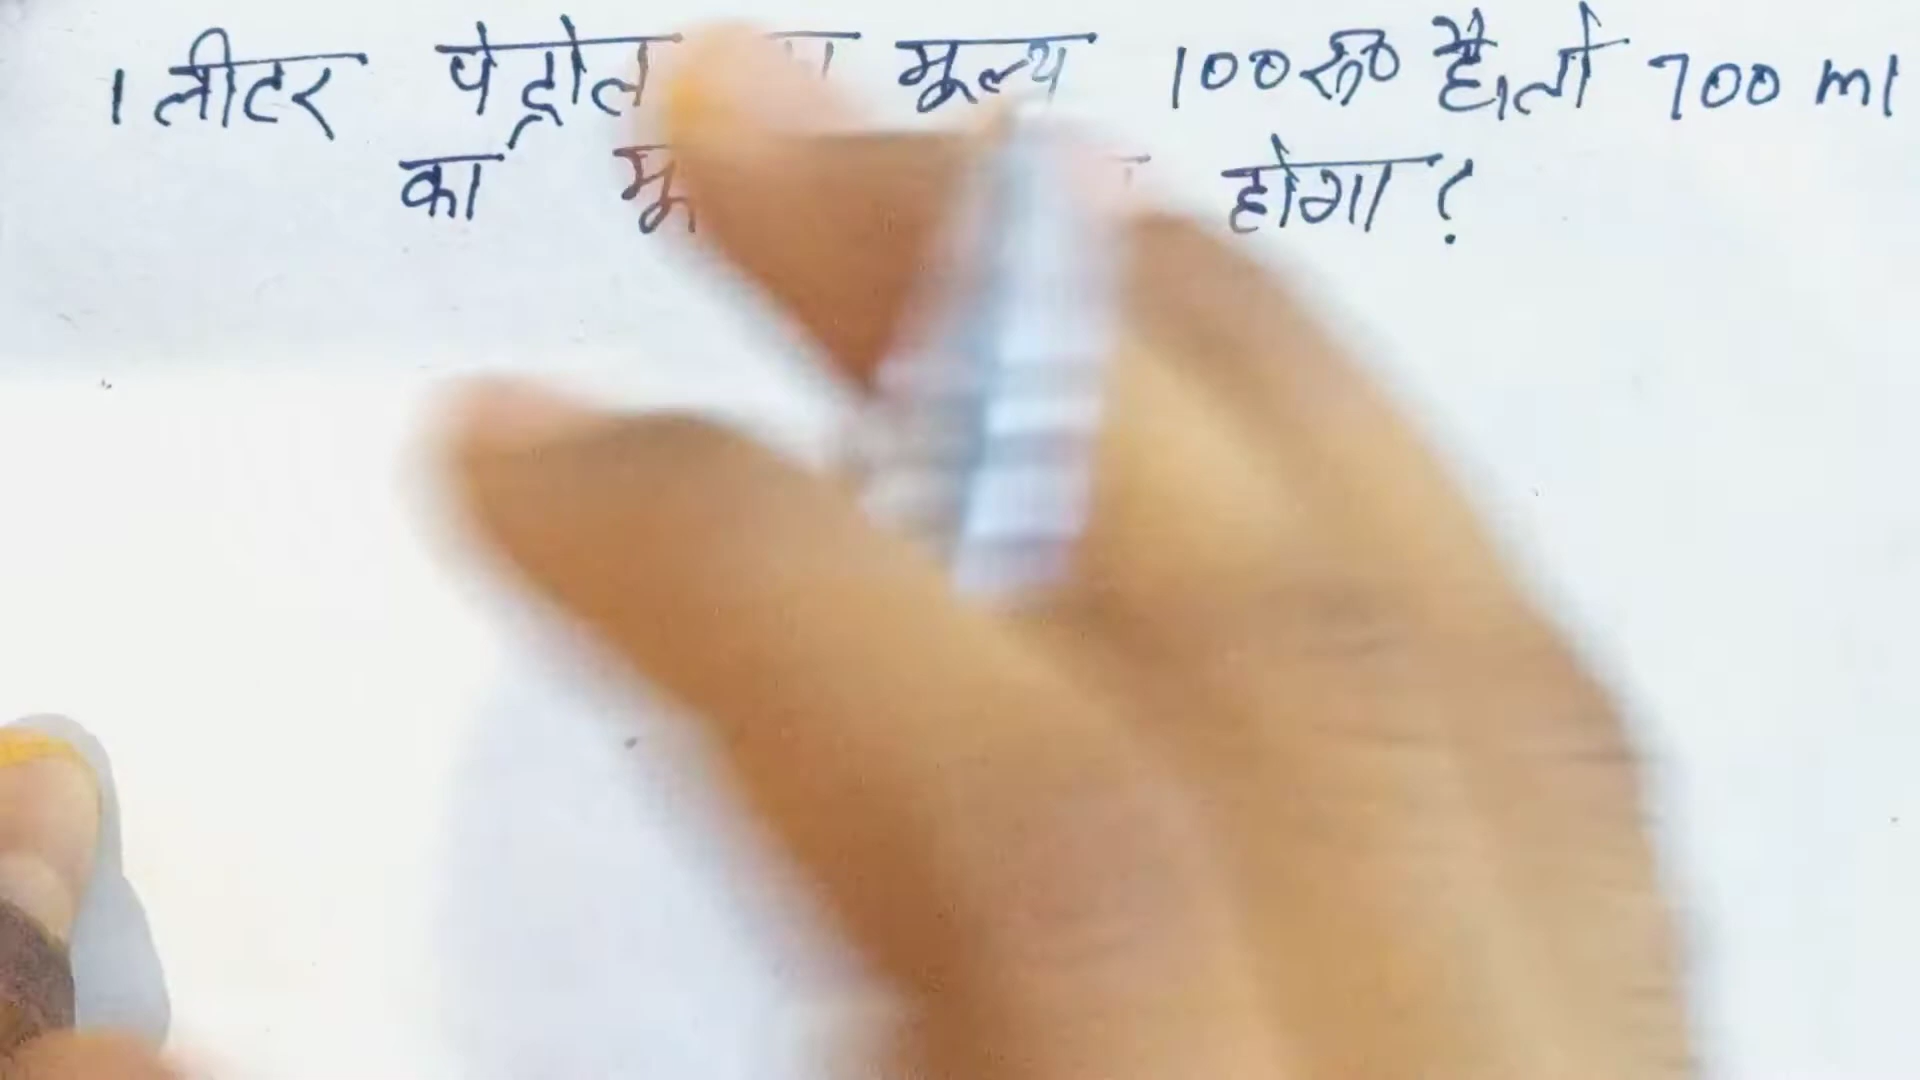 1 लीटर पेट्रोल मूल्य 100 रू० है, तो 700 ml
का होगा ?